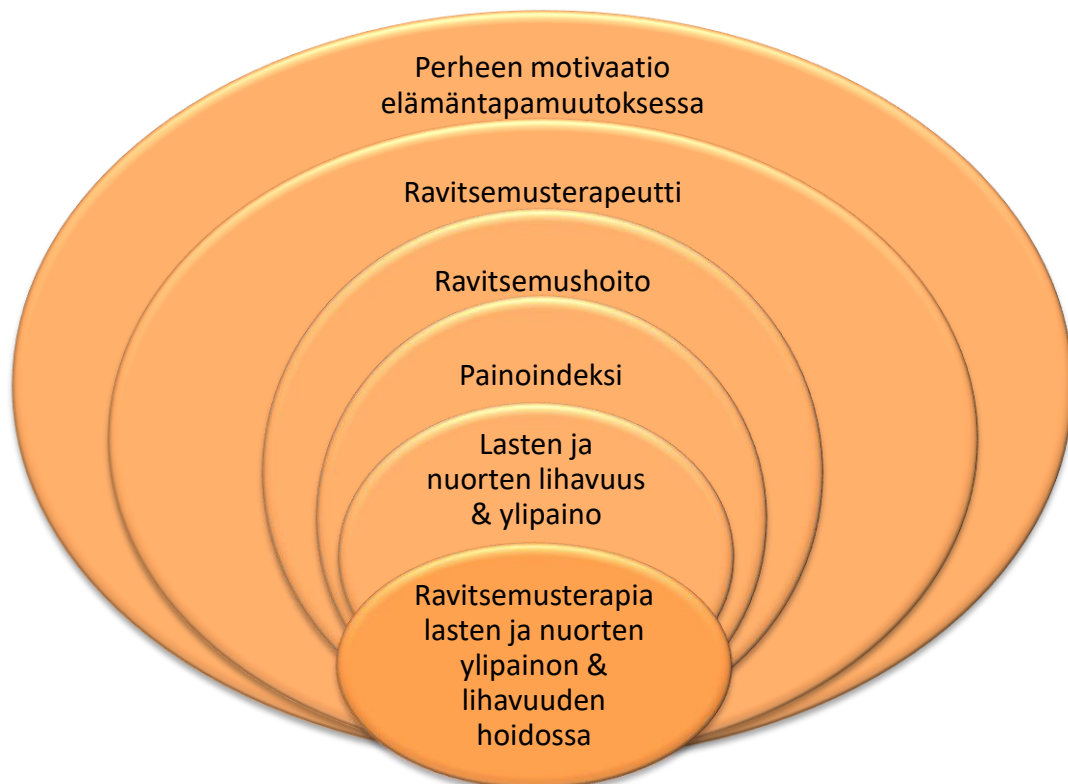 Perheen motivaatio
elämäntapamuutoksessa
Ravitsemusterapeutti
Ravitsemushoito
Painoindeksi
Lasten ja
nuorten lihavuus
& ylipaino
Ravitsemusterapia
lasten ja nuorten
ylipainon &
lihavuuden
hoidossa